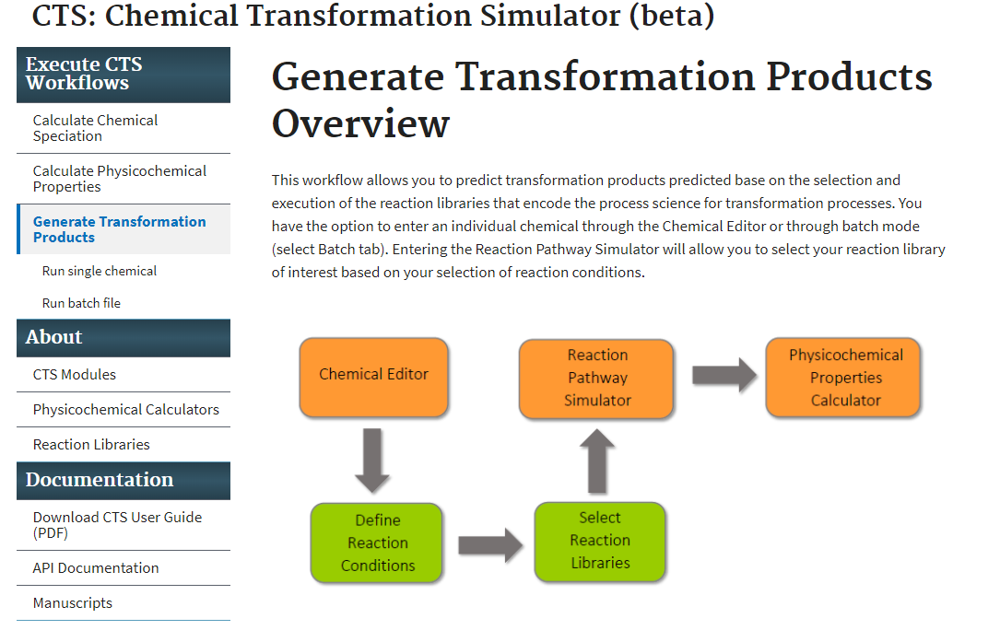 CTS: Chemical Transformation Simulator (beta)
Execute CTS
Workflows
Calculate Chemical
Speciation
Calculate Physicochemical
Properties
Generate Transformation
Products
Run single chemical
Run batch file
About
CTS Modules
Physicochemical Calculators
Reaction Libraries
Documentation
Download CTS User Guide
(PDF)
API Documentation
Manuscripts
Generate Transformation Products
Overview
This workflow allows you to predict transformation products predicted base on the selection and
execution of the reaction libraries that encode the process science for transformation processes. You
have the option to enter an individual chemical through the Chemical Editor or through batch mode
(select Batch tab). Entering the Reaction Pathway Simulator will allow you to select your reaction library
of interest based on your selection of reaction conditions.
Chemical Editor
Define
Reaction
Conditions
Select
Reaction
Libraries
Reaction
Pathway
Simulator
Physicochemical
Properties
Calculator